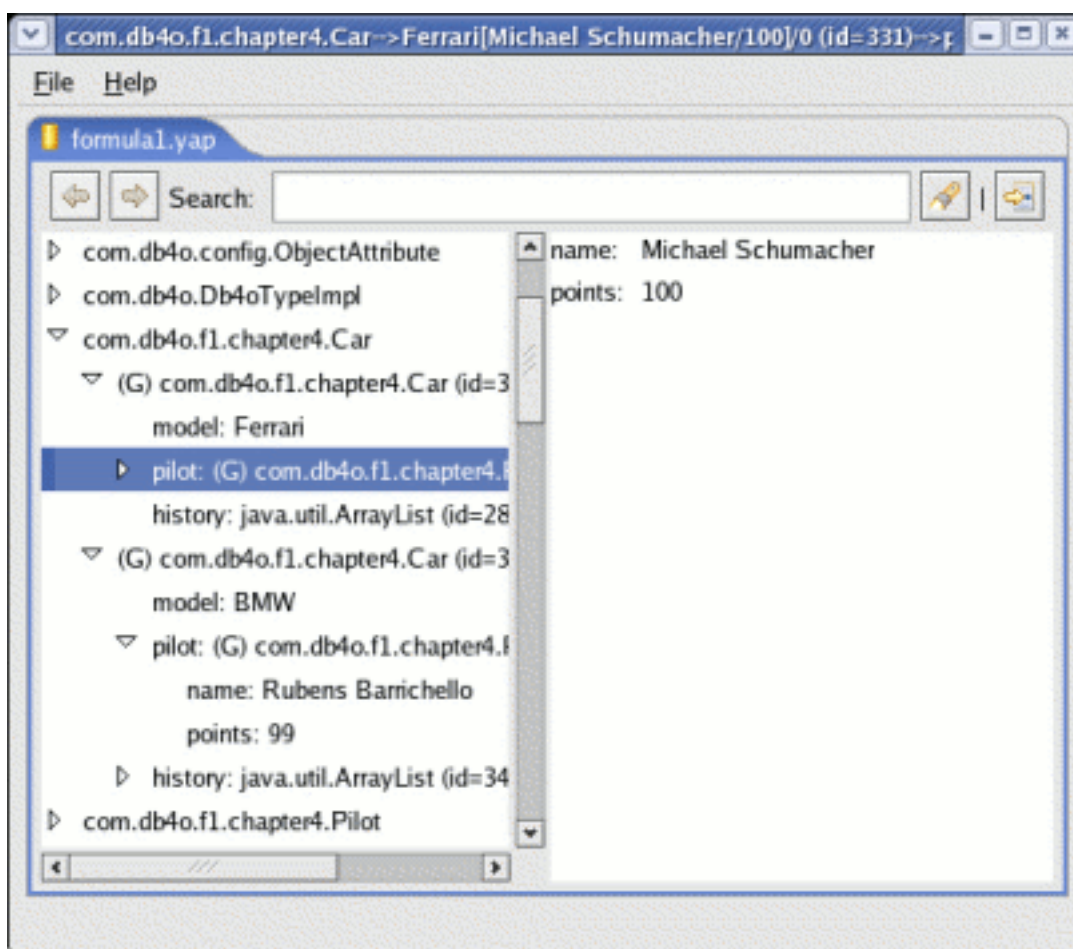 com.db4o.f1.chapter4.Car-->Ferrari[Michael Schumacher/100]/0 (id=331)-->p
File Help
formula1.yap
Search:
com.db4o.config.ObjectAttribute
com.db4o.Db4oTypeImpl
com.db4o.f1.chapter4.Car
(G) com.db4o.f1.chapter4.Car (id=3
model: Ferrari
pilot: (G) com.db4o.f1.chapter4.P
history: java.util.ArrayList (id=28
(G) com.db4o.f1.chapter4.Car (id=3
model: BMW
pilot: (G) com.db4o.f1.chapter4.P
name: Rubens Barrichello
points: 99
history: java.util.ArrayList (id=34
com.db4o.f1.chapter4.Pilot
name: Michael Schumacher
points: 100